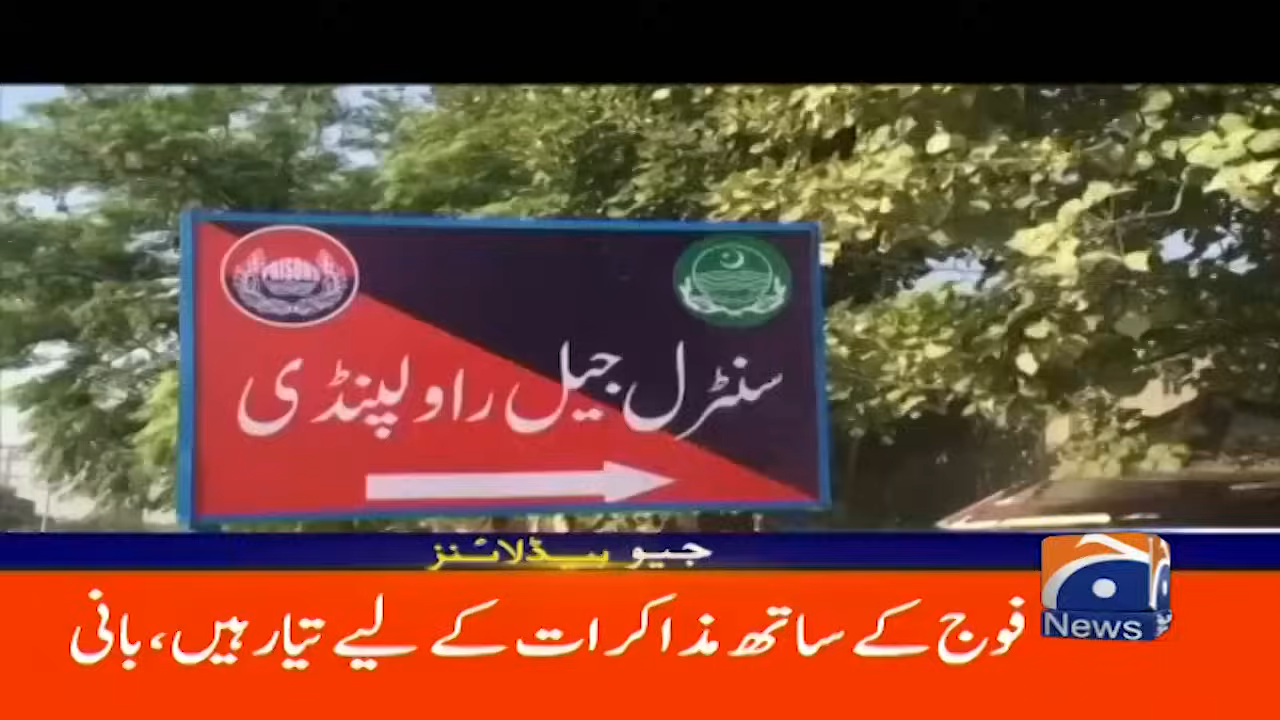 PRISONS
سنٹرل جیل راولپنڈی
جیو ہیڈلائنز
فوج کے ساتھ مذاکرات کے لیے تیار ہیں، بانی
News